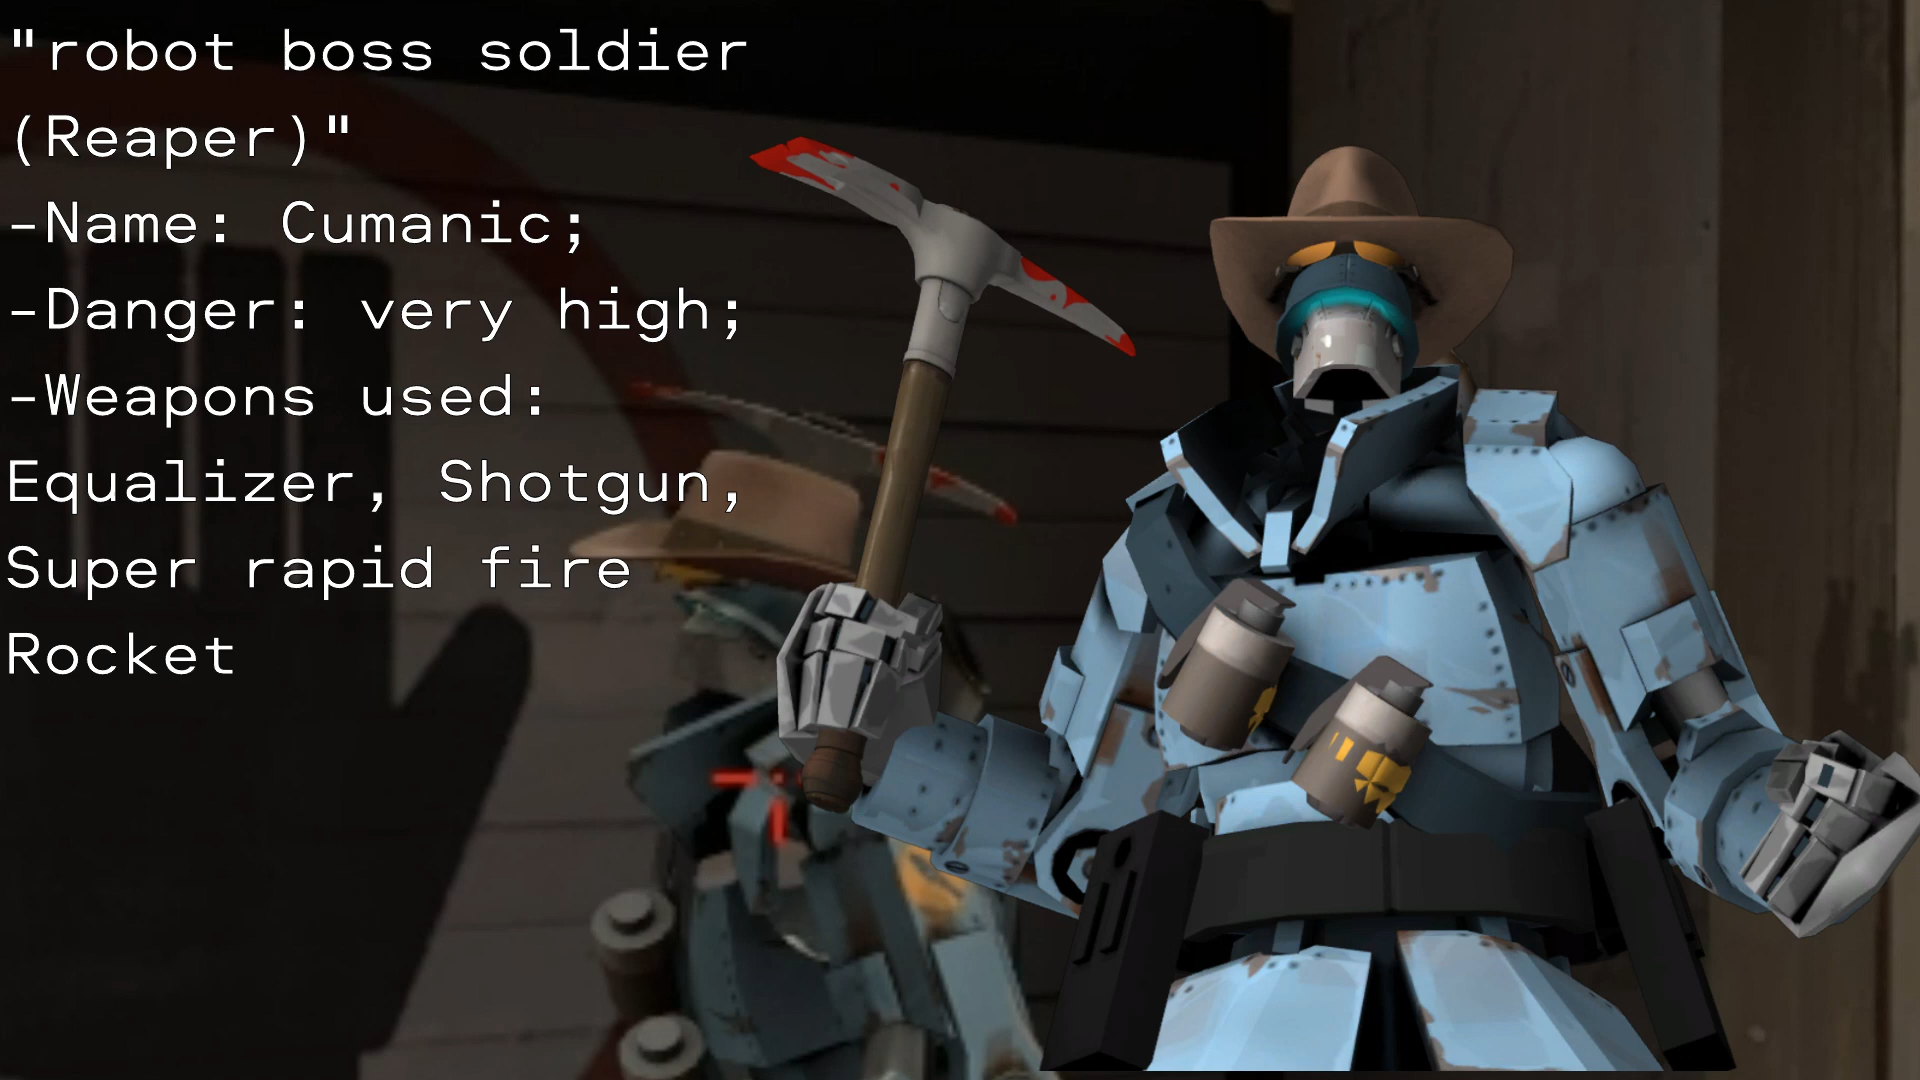 "robot boss soldier
(Reaper)"
-Name: Cumanic;
-Danger: very high;
-Weapons used:
Equalizer, Shotgun,
Super rapid fire
Rocket